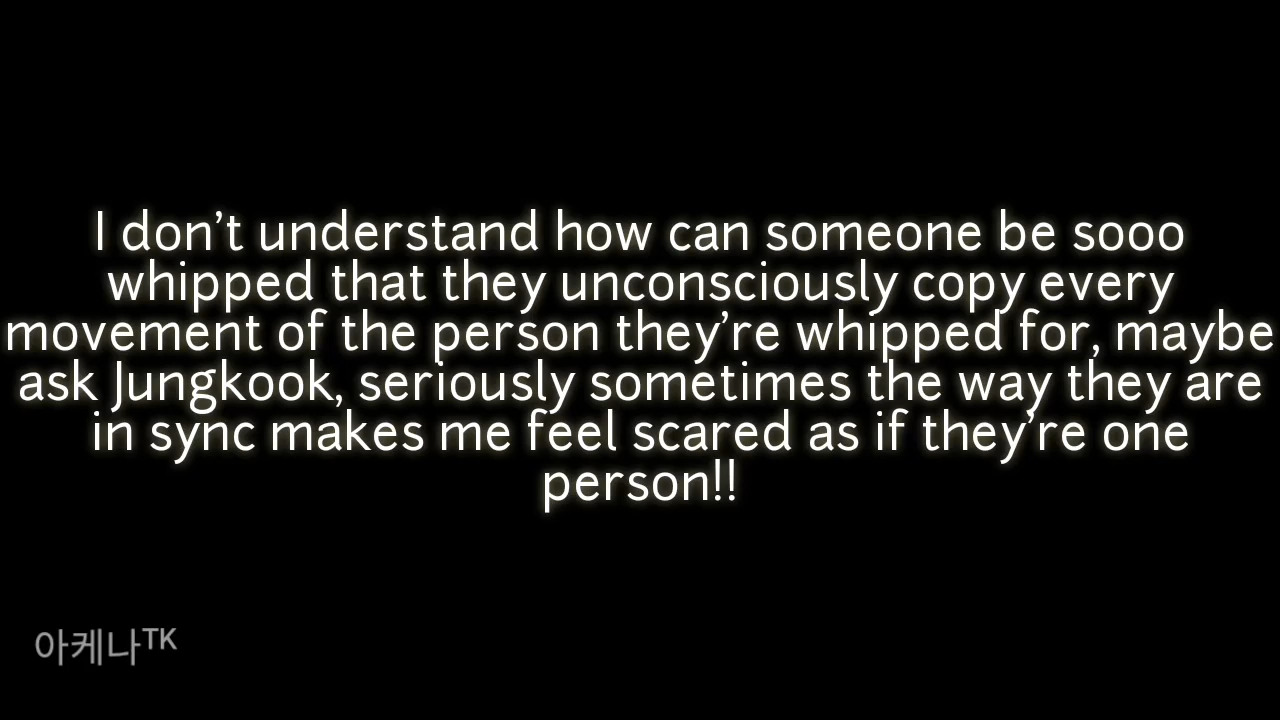 I don’t understand how can someone be sooo
whipped that they unconsciously copy every
movement of the person they’re whipped for, maybe
ask Jungkook, seriously sometimes the way they are
in sync makes me feel scared as if they’re one
person!!
아케나ᵀᴷ